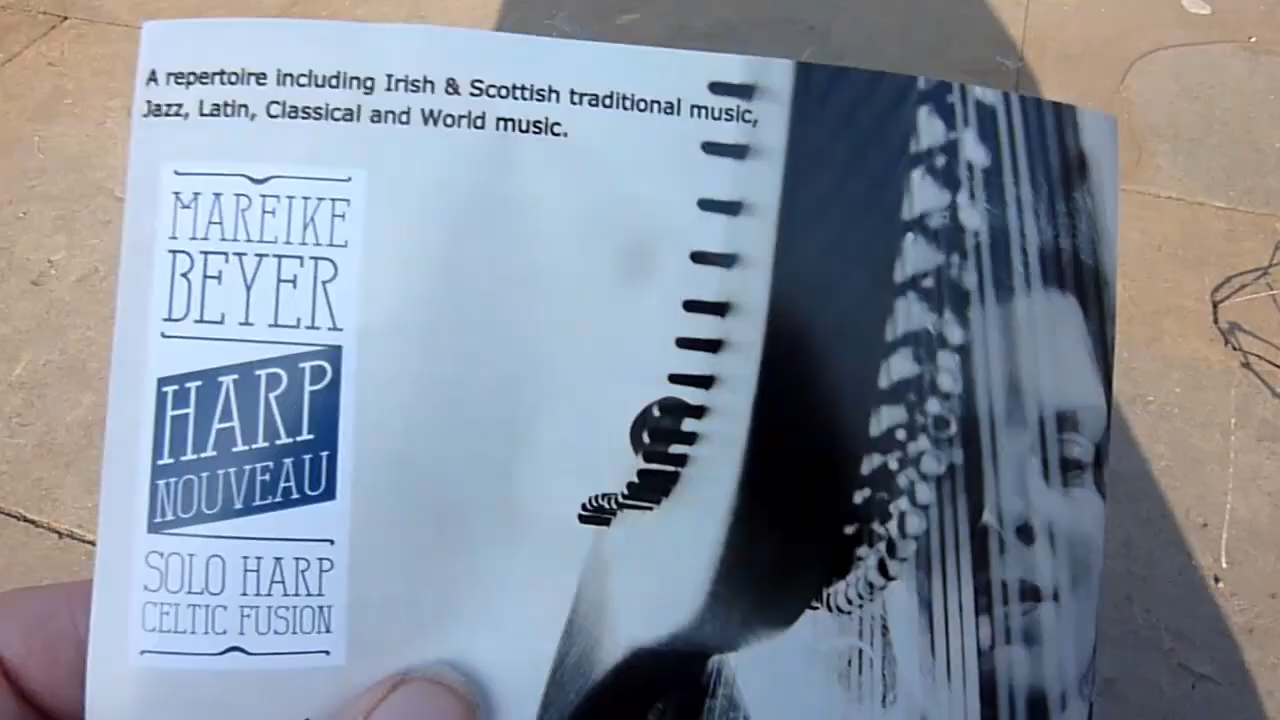 A repertoire including Irish & Scottish traditional music,
Jazz, Latin, Classical and World music.
MAREIKE
BEYER
HARP
NOUVEAU
SOLO HARP
CELTIC FUSION